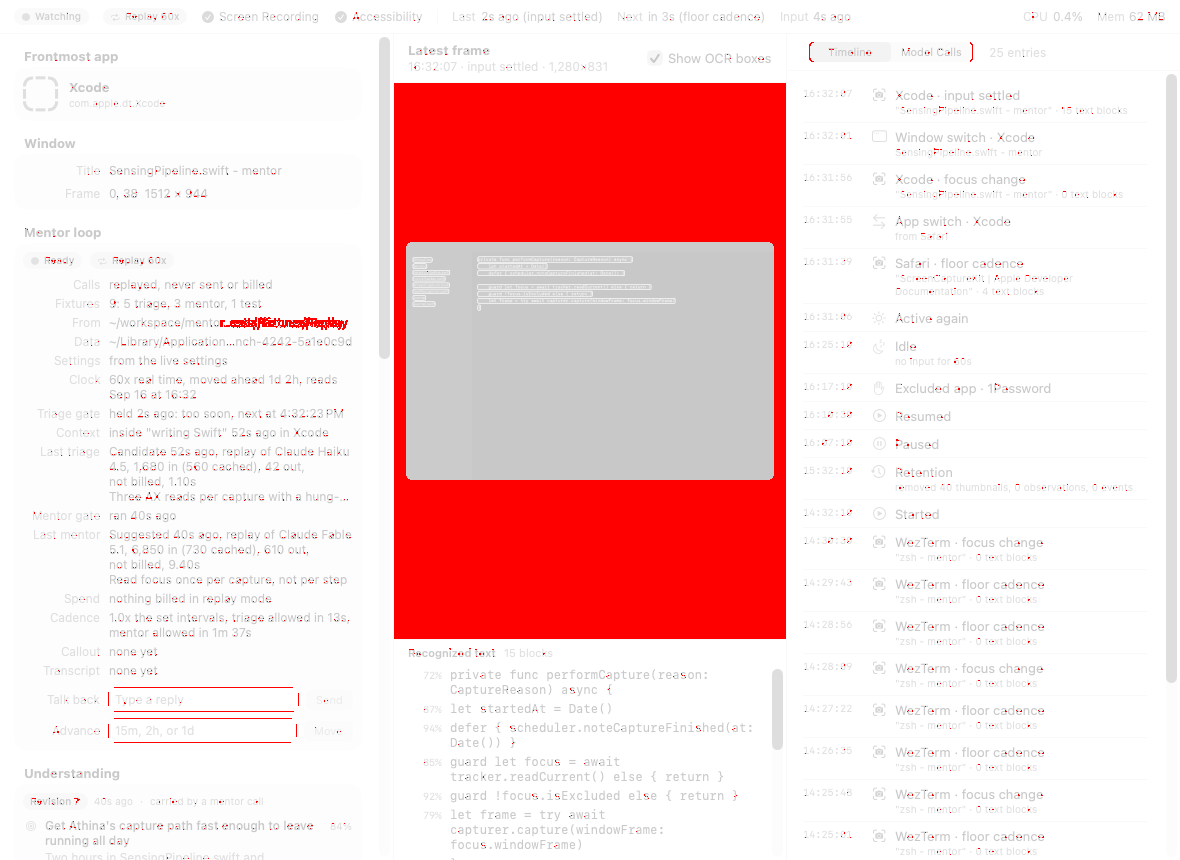 Watching
Replay 60x
Screen Recording
Accessibility
Last 2s ago (input settled)
Next in 3s (floor cadence)
Input 4s ago
CPU 0.4%
Mem 62 MB
Frontmost app
Xcode
com.apple.dt.Xcode
Window
Title SensingPipeline.swift - mentor
Frame 0, 38 1512 × 944
Mentor loop
Ready
Replay 60x
Calls replayed, never sent or billed
Fixtures 9: 5 triage, 3 mentor, 1 test
From ~/workspace/mentor
Data ~/Library/Application...nch-4242-5a1e0c9d
Settings from the live settings
Clock 60x real time, moved ahead 1d 2h, reads
Sep 16 at 16:32
Triage gate held 2s ago: too soon, next at 4:32:23 PM
Context inside "writing Swift" 52s ago in Xcode
Last triage Candidate 52s ago, replay of Claude Haiku
4.5, 1,680 in (560 cached), 42 out,
not billed, 1.10s
Three AX reads per capture with a hung-...
Mentor gate ran 40s ago
Last mentor Suggested 40s ago, replay of Claude Fable
5.1, 6,850 in (730 cached), 610 out,
not billed, 9.40s
Read focus once per capture, not per step
Spend nothing billed in replay mode
Cadence 1.0x the set intervals, triage allowed in 13s,
mentor allowed in 1m 37s
Callout none yet
Transcript none yet
Talk back Type a reply Send
Advance 15m, 2h, or 1d Move
Understanding
Revision 7 40s ago · carried by a mentor call
Get Athina's capture path fast enough to leave 84%
running all day
Two hours in SensingPipeline.swift and
Latest frame
16:32:07 · input settled · 1,280×831
Show OCR boxes
Recognized text 15 blocks
72% private func performCapture(reason:
CaptureReason) async {
87% let startedAt = Date()
94% defer { scheduler.noteCaptureFinished(at:
Date()) }
85% guard let focus = await
tracker.readCurrent() else { return }
92% guard !focus.isExcluded else { return }
79% let frame = try await
capturer.capture(windowFrame:
focus.windowFrame)
Timeline
Model Calls
25 entries
16:32:07 Xcode · input settled
"SensingPipeline.swift - mentor" · 15 text blocks
16:32:01 Window switch · Xcode
SensingPipeline.swift - mentor
16:31:56 Xcode · focus change
"SensingPipeline.swift - mentor" · 0 text blocks
16:31:55 App switch · Xcode
from Safari
16:31:39 Safari · floor cadence
"ScreenCaptureKit | Apple Developer
Documentation" · 4 text blocks
Active again
Idle
no input for 60s
Excluded app · 1Password
Resumed
Paused
15:32:18 Retention
removed 40 thumbnails, 0 observations, 0 events
14:32:18 Started
WezTerm · focus change
"zsh - mentor" · 0 text blocks
14:29:43 WezTerm · floor cadence
"zsh - mentor" · 0 text blocks
14:28:56 WezTerm · floor cadence
"zsh - mentor" · 0 text blocks
WezTerm · focus change
"zsh - mentor" · 0 text blocks
14:27:22 WezTerm · floor cadence
"zsh - mentor" · 0 text blocks
14:26:35 WezTerm · floor cadence
"zsh - mentor" · 0 text blocks
WezTerm · focus change
"zsh - mentor" · 0 text blocks
WezTerm · floor cadence
"zsh - mentor" · 0 text blocks